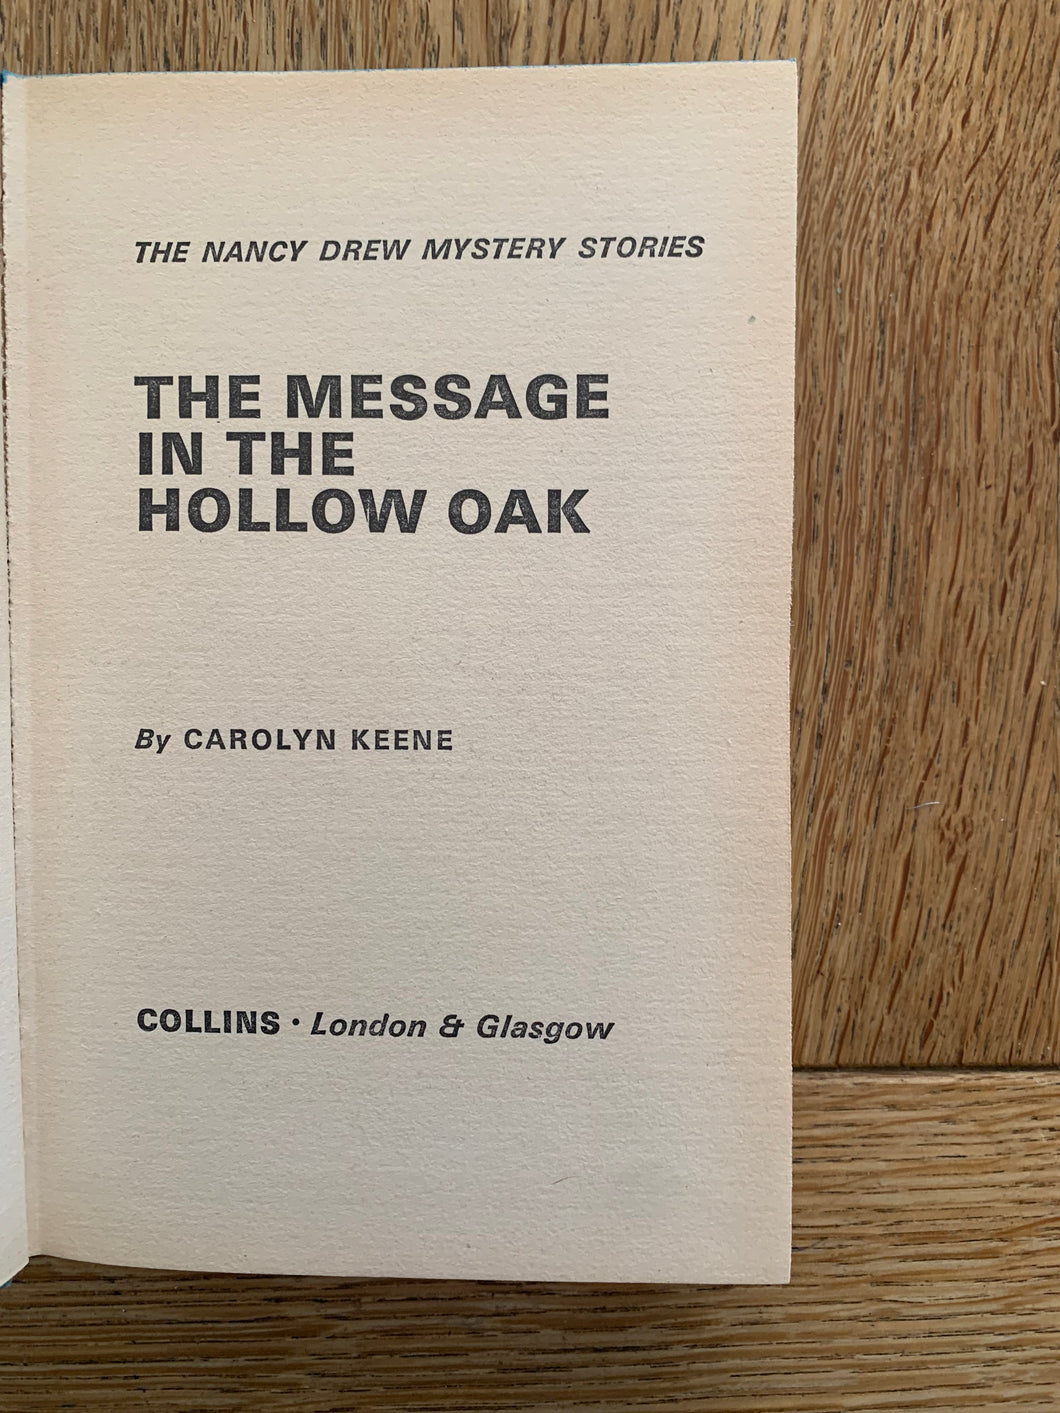 THE NANCY DREW MYSTERY STORIES
THE MESSAGE
IN THE
HOLLOW OAK
By CAROLYN KEENE
COLLINS • London & Glasgow